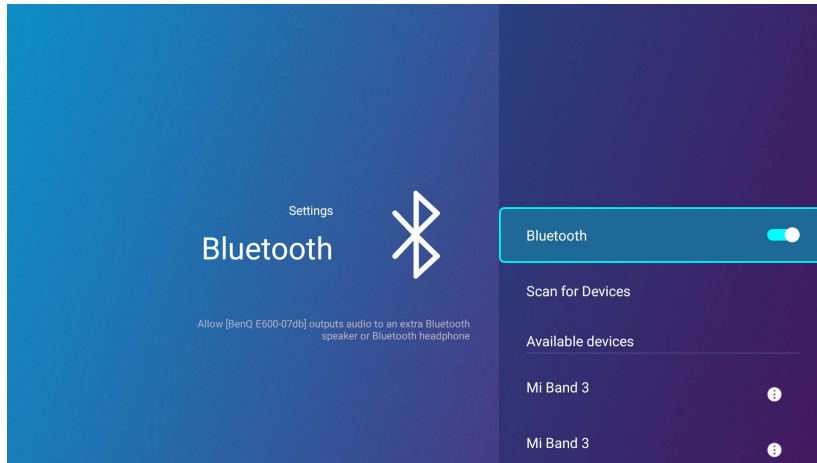 Settings
Bluetooth
Allow [BenQ E600-07db] outputs audio to an extra Bluetooth
speaker or Bluetooth headphone
Bluetooth
Scan for Devices
Available devices
Mi Band 3
Mi Band 3